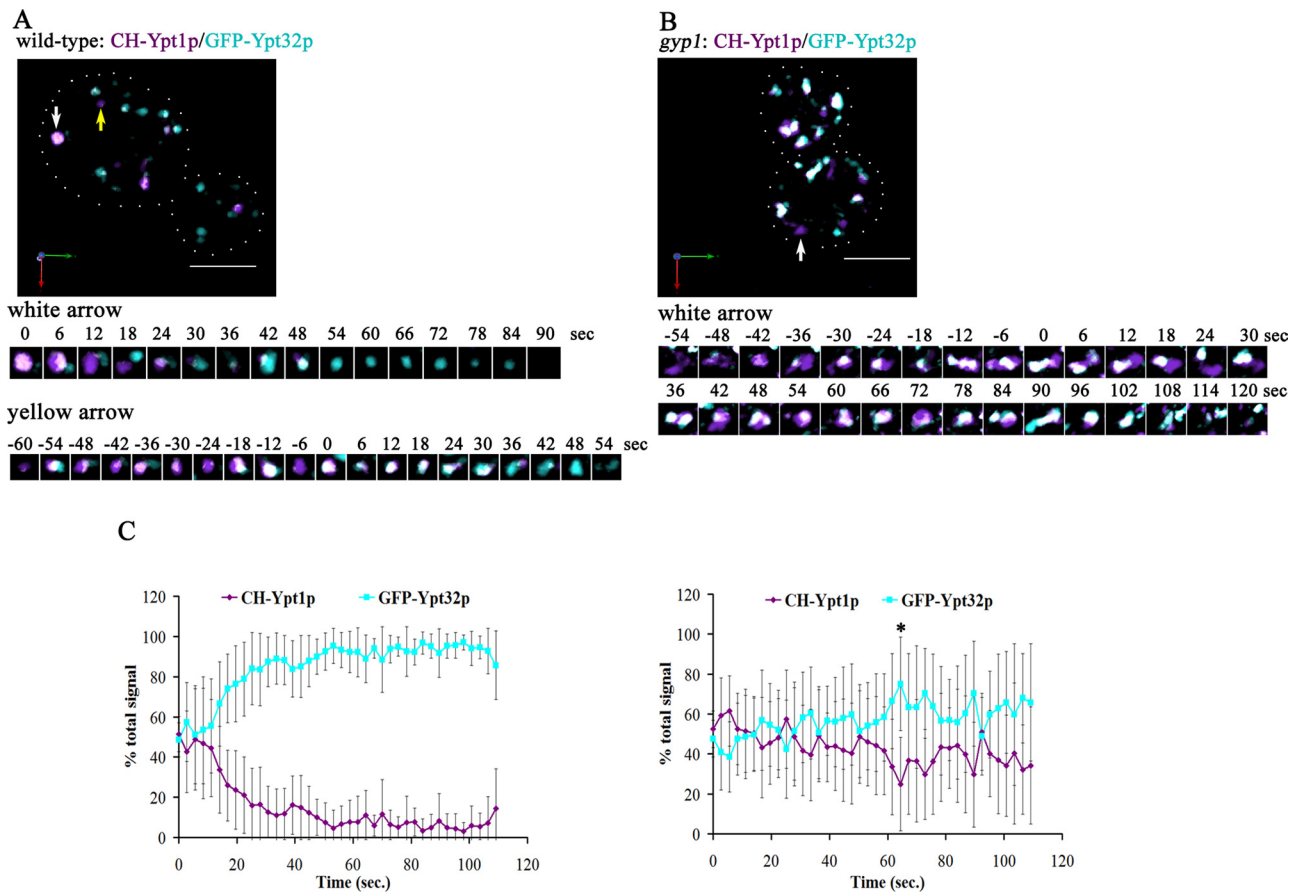 A
wild-type: CH-Ypt1p/GFP-Ypt32p
white arrow
0 6 12 18 24 30 36 42 48 54 60 66 72 78 84 90 sec
yellow arrow
-60 -54 -48 -42 -36 -30 -24 -18 -12 -6 0 6 12 18 24 30 36 42 48 54 sec
B
gyp1: CH-Ypt1p/GFP-Ypt32p
white arrow
-54 -48 -42 -36 -30 -24 -18 -12 -6 0 6 12 18 24 30 sec
36 42 48 54 60 66 72 78 84 90 96 102 108 114 120 sec
C
CH-Ypt1p GFP-Ypt32p
% total signal
120
100
80
60
40
20
0
0 20 40 60 80 100 120
Time (sec.)
CH-Ypt1p GFP-Ypt32p
*
% total signal
120
100
80
60
40
20
0
0 20 40 60 80 100 120
Time (sec.)